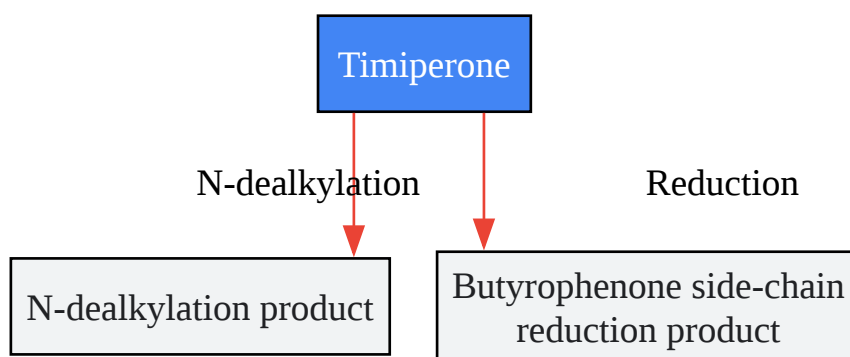 Timiperone
N-dealkylation
Reduction
N-dealkylation product
Butyrophenone side-chain
reduction product